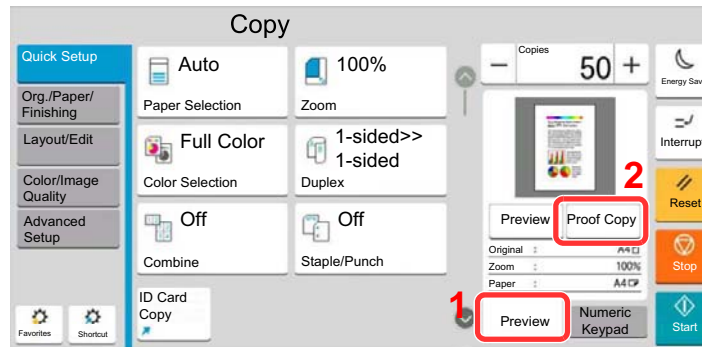 Copy
Quick Setup
Org./Paper/
Finishing
Layout/Edit
Color/Image
Quality
Advanced
Setup
Favorites
Shortcut
Auto
Paper Selection
100%
Zoom
Full Color
Color Selection
1-sided>>
1-sided
Duplex
Off
Combine
Off
Staple/Punch
ID Card
Copy
Copies
50
2
Preview
Proof Copy
Original :
A4
Zoom : 100%
Paper : A4
1
Preview
Numeric
Keypad
Energy Sav
Interrupt
Reset
Stop
Start